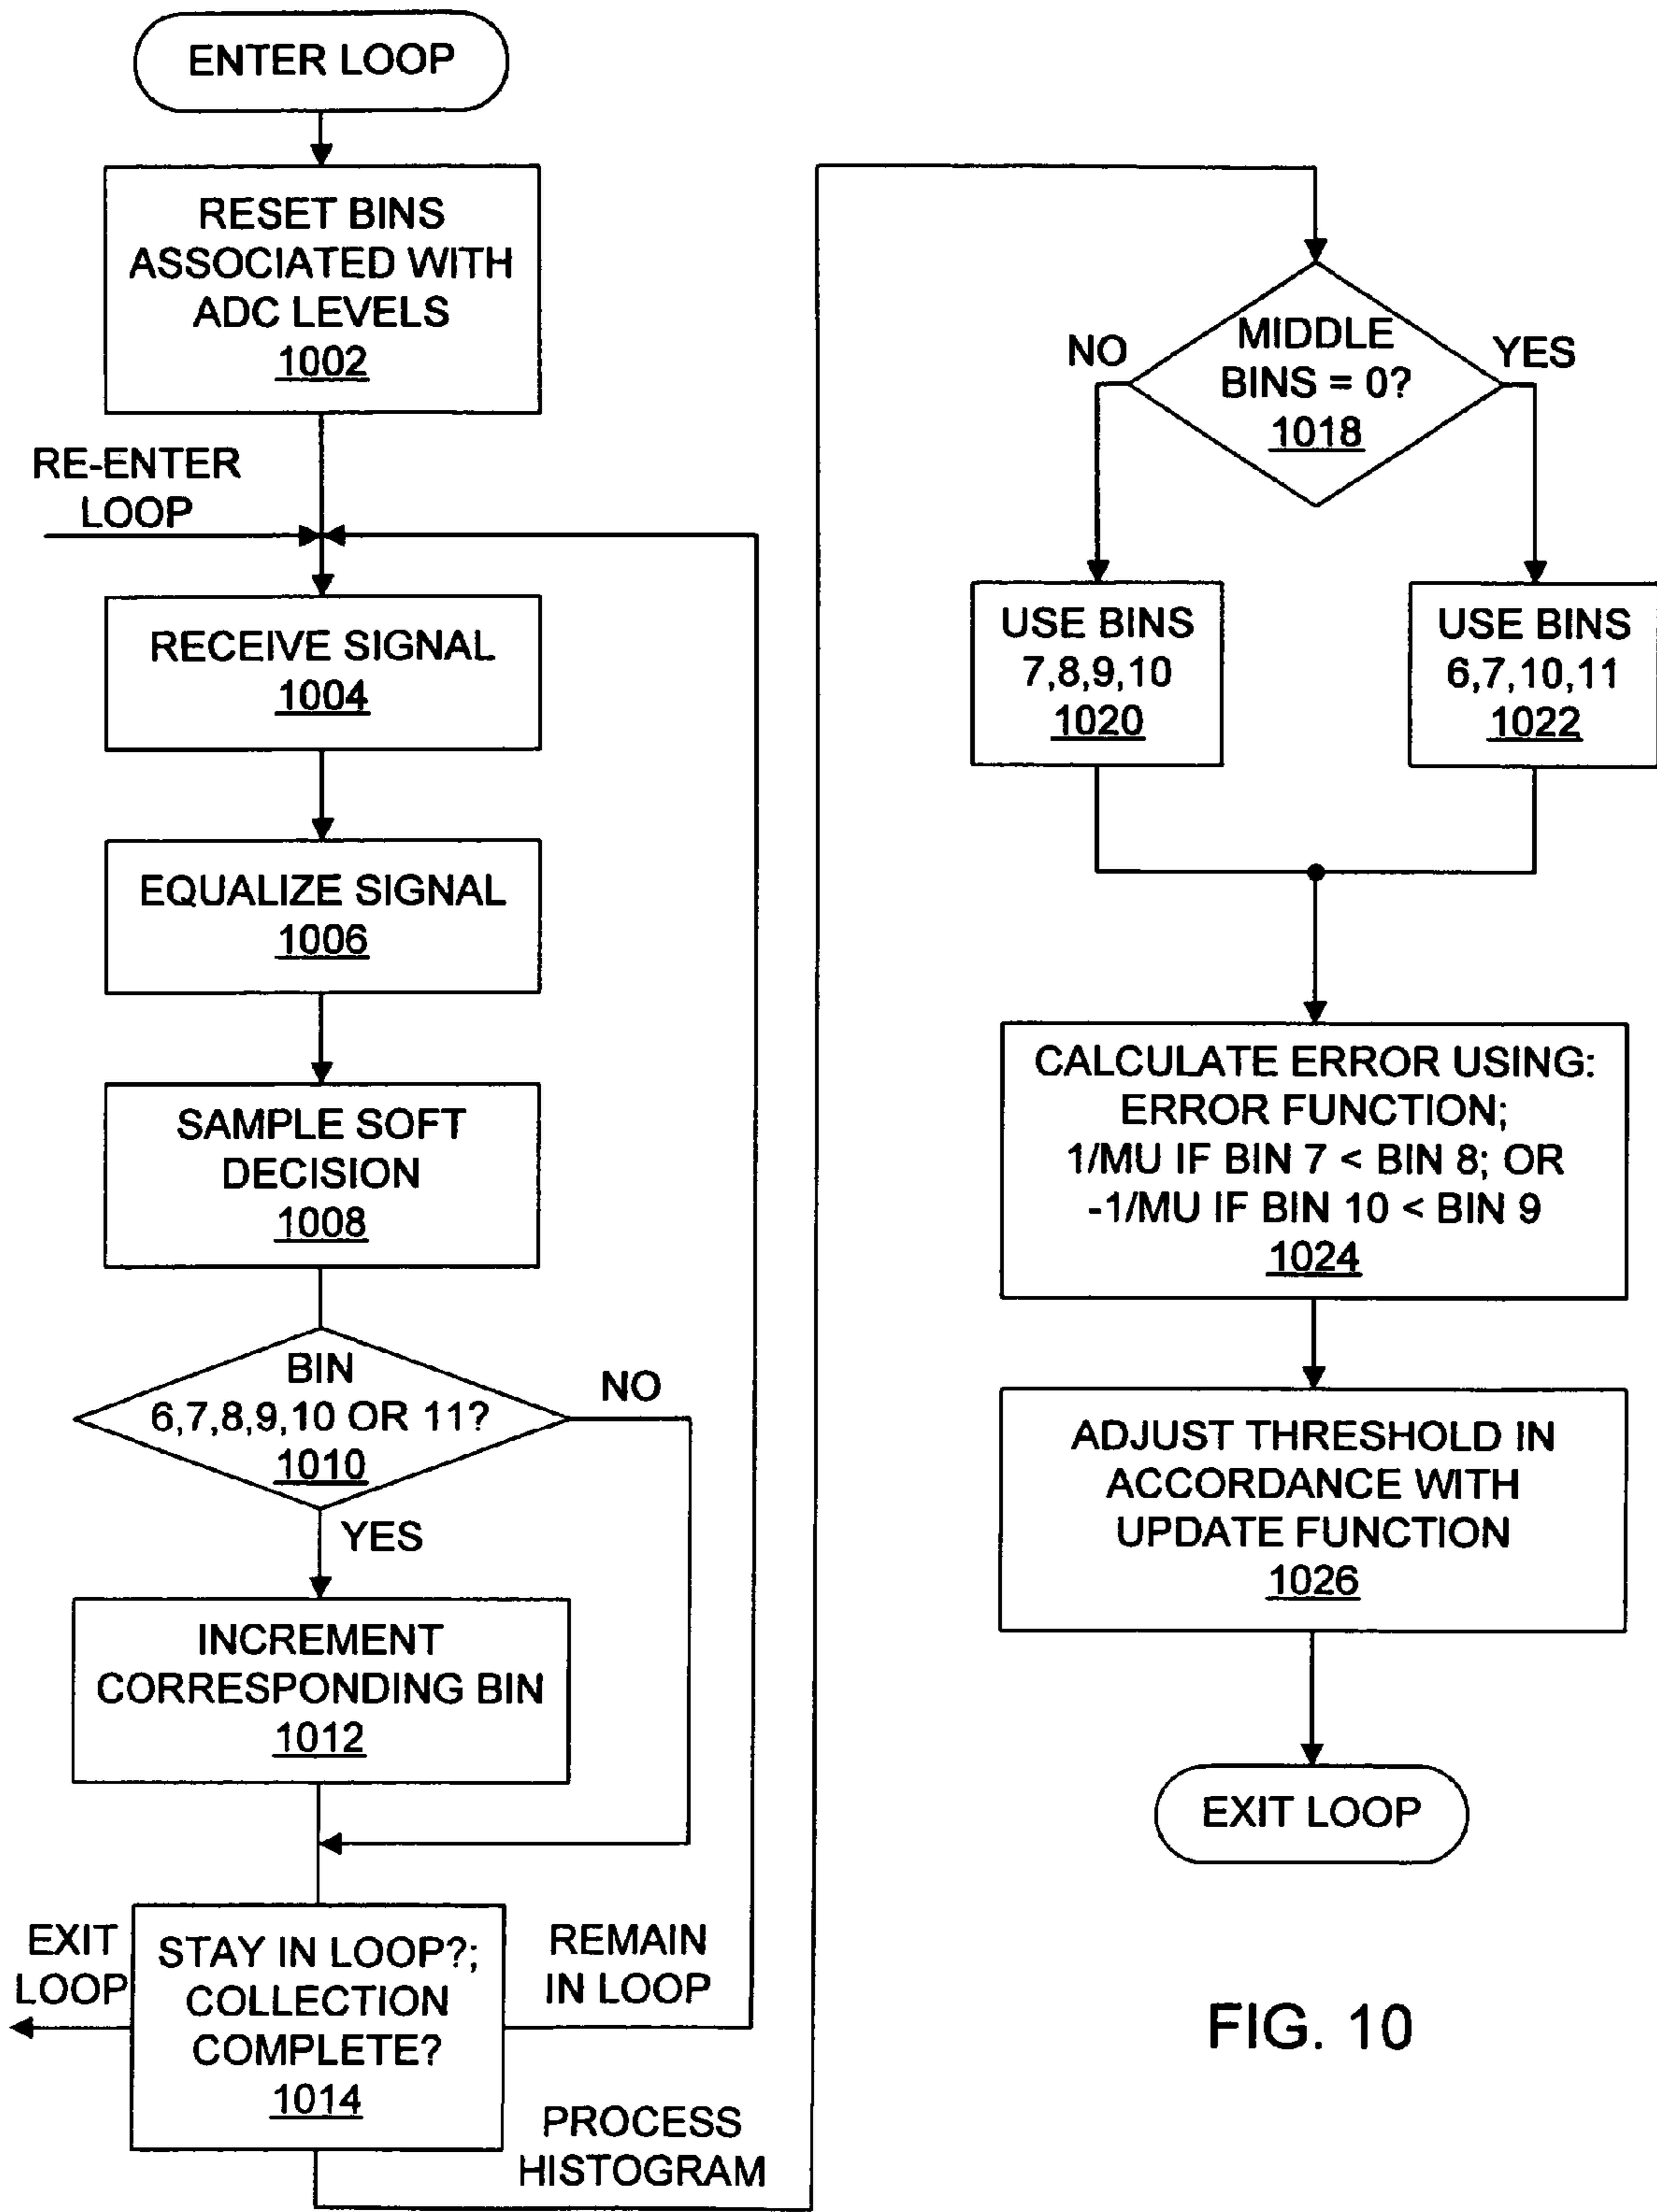 ENTER LOOP
RESET BINS
ASSOCIATED WITH
ADC LEVELS
1002
RE-ENTER
LOOP
RECEIVE SIGNAL
1004
EQUALIZE SIGNAL
1006
SAMPLE SOFT
DECISION
1008
BIN
6,7,8,9,10 OR 11?
1010
NO
YES
INCREMENT
CORRESPONDING BIN
1012
STAY IN LOOP?;
COLLECTION
COMPLETE?
1014
EXIT
LOOP
REMAIN
IN LOOP
PROCESS
HISTOGRAM
MIDDLE
BINS = 0?
1018
NO
YES
USE BINS
7,8,9,10
1020
USE BINS
6,7,10,11
1022
CALCULATE ERROR USING:
ERROR FUNCTION;
1/MU IF BIN 7 < BIN 8; OR
-1/MU IF BIN 10 < BIN 9
1024
ADJUST THRESHOLD IN
ACCORDANCE WITH
UPDATE FUNCTION
1026
EXIT LOOP
FIG. 10